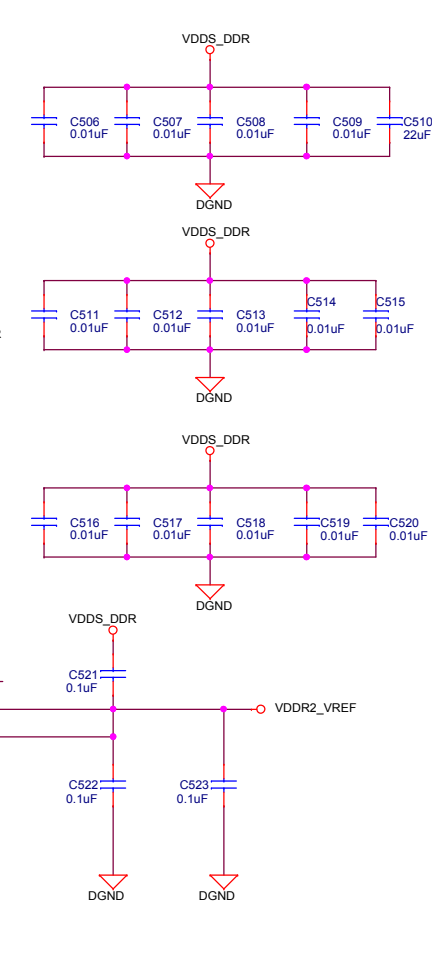 VDDS_DDR
C506 C507 C508 C509 C510
0.01uF 0.01uF 0.01uF 0.01uF 22uF
DGND
VDDS_DDR
C514 C515
C511 C512 C513
0.01uF 0.01uF 0.01uF 0.01uF 0.01uF
DGND
VDDS_DDR
C516 C517 C518 C519 C520
0.01uF 0.01uF 0.01uF 0.01uF 0.01uF
DGND
VDDS_DDR
C521
0.1uF
VDDR2_VREF
C522 C523
0.1uF 0.1uF
DGND DGND